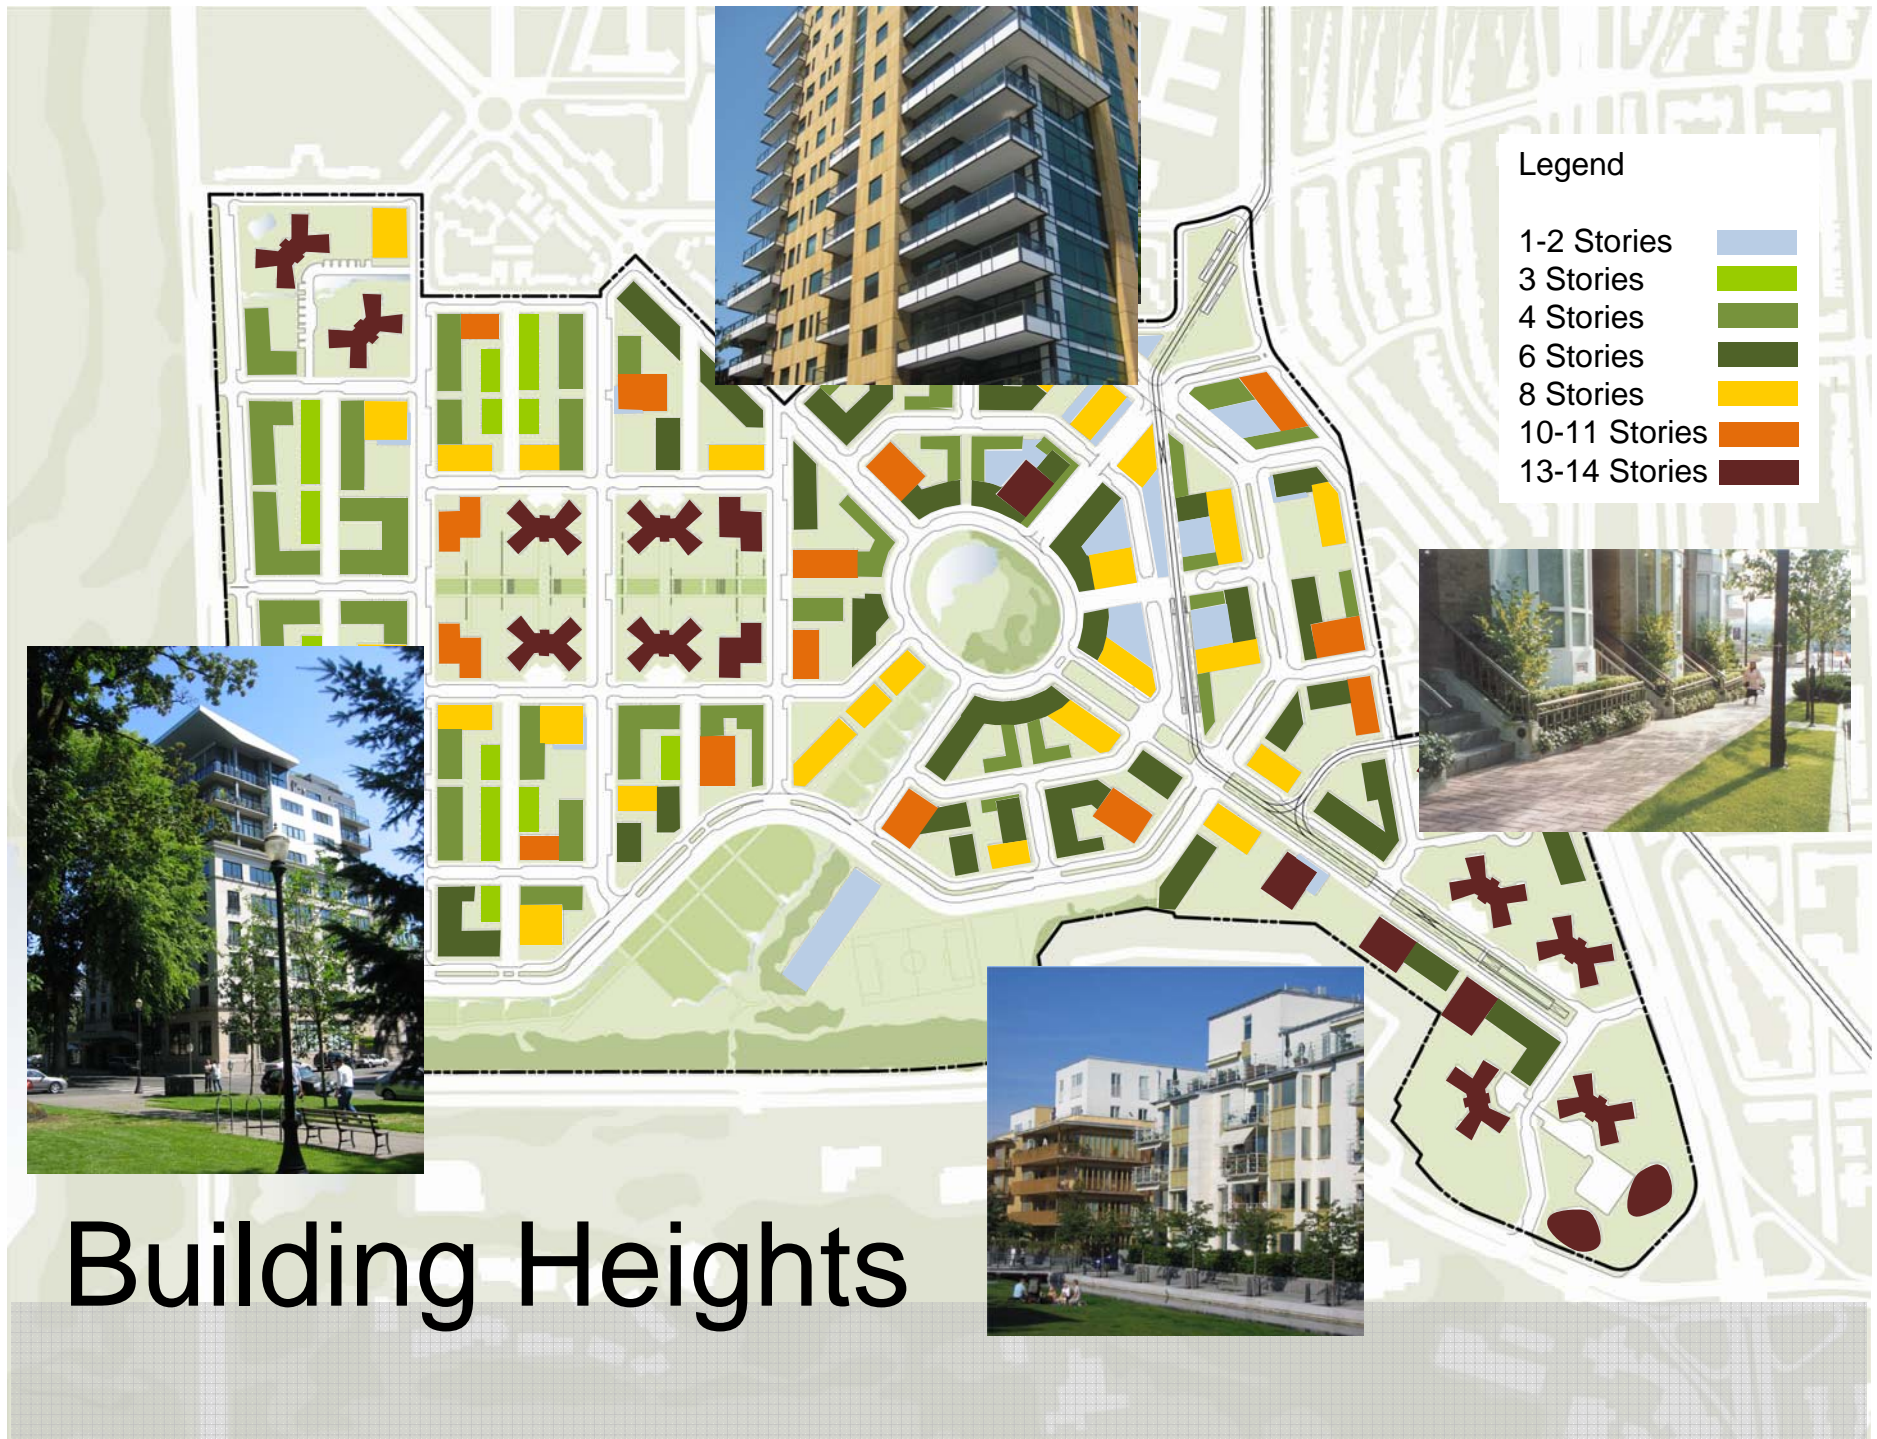 Legend
1-2 Stories
3 Stories
4 Stories
6 Stories
8 Stories
10-11 Stories
13-14 Stories
Building Heights